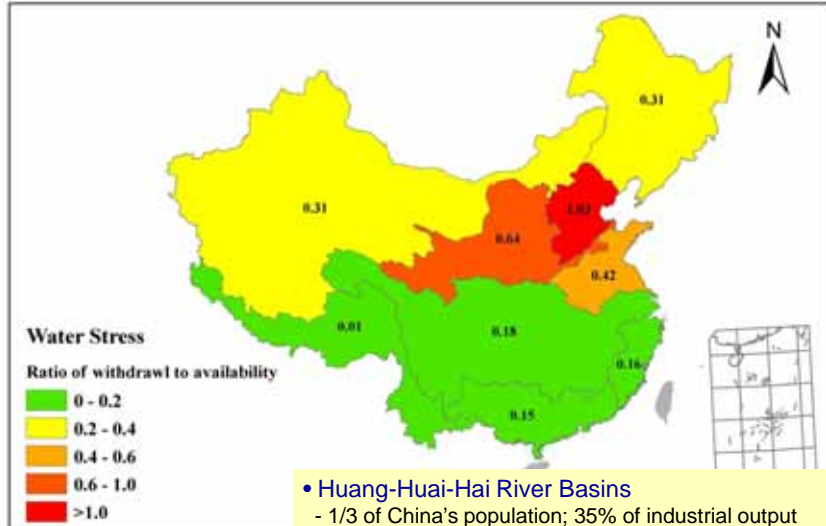 N
0.31
0.31
0.64
0.42
0.01
0.18
0.16
0.15
Water Stress
Ratio of withdrawl to availability
0 - 0.2
0.2 - 0.4
0.4 - 0.6
0.6 - 1.0
>1.0
• Huang-Huai-Hai River Basins
- 1/3 of China's population; 35% of industrial output